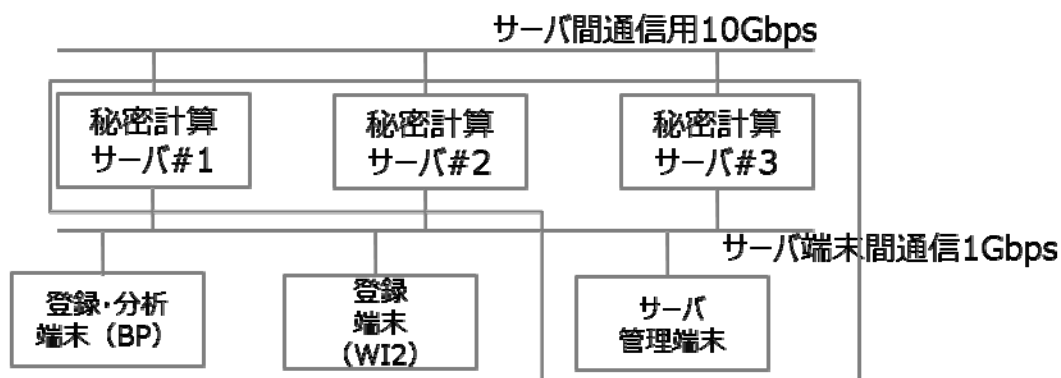 サーバ間通信用10Gbps
秘密計算
サーバ#1
秘密計算
サーバ#2
秘密計算
サーバ#3
サーバ端末間通信1Gbps
登録・分析
端末（BP）
登録
端末
（WI2）
サーバ
管理端末